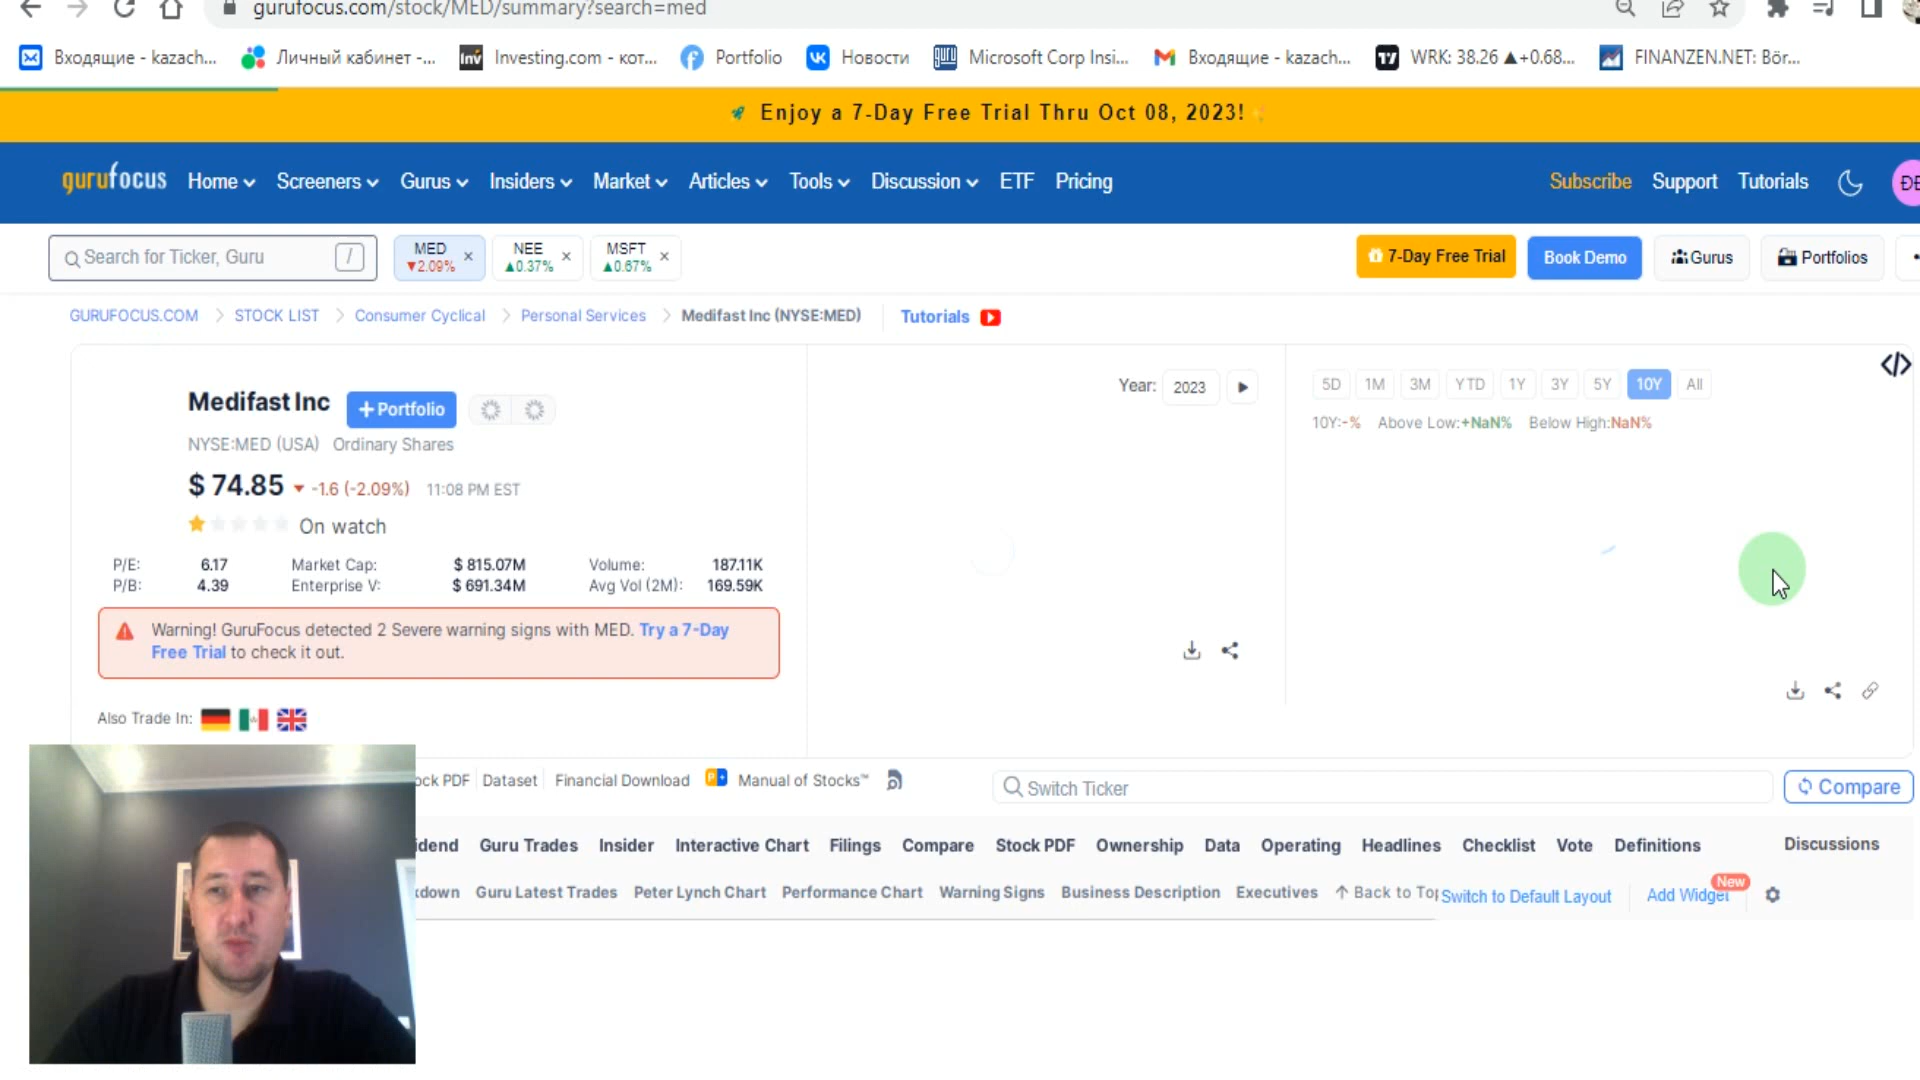 gurufocus.com/stock/MED/summary?search=med
Входящие - kazach...
Личный кабинет -...
Investing.com - кот...
Portfolio
Новости
Microsoft Corp Insi...
Входящие - kazach...
WRK: 38.26 ▲+0.68...
FINANZEN.NET: Bör...
Enjoy a 7-Day Free Trial Thru Oct 08, 2023!
gurufocus Home Screeners Gurus Insiders Market Articles Tools Discussion ETF Pricing Subscribe Support Tutorials
Search for Ticker, Guru /
MED
▼2.09%
NEE
▲0.37%
MSFT
▲0.67%
7-Day Free Trial
Book Demo
Gurus
Portfolios
GURUFOCUS.COM > STOCK LIST > Consumer Cyclical > Personal Services > Medifast Inc (NYSE:MED)
Tutorials
Medifast Inc
+Portfolio
NYSE:MED (USA) Ordinary Shares
$ 74.85 -1.6 (-2.09%) 11:08 PM EST
On watch
P/E: 6.17 Market Cap: $ 815.07M Volume: 187.11K
P/B: 4.39 Enterprise V: $ 691.34M Avg Vol (2M): 169.59K
Warning! GuruFocus detected 2 Severe warning signs with MED. Try a 7-Day
Free Trial to check it out.
Also Trade In:
Year: 2023
5D 1M 3M YTD 1Y 3Y 5Y 10Y All
10Y:-% Above Low:+NaN% Below High:NaN%
</>
ock PDF Dataset Financial Download Manual of Stocks™
Switch Ticker
Compare
idend Guru Trades Insider Interactive Chart Filings Compare Stock PDF Ownership Data Operating Headlines Checklist Vote Definitions Discussions
kdown Guru Latest Trades Peter Lynch Chart Performance Chart Warning Signs Business Description Executives Back to Top
Switch to Default Layout
Add Widget
New